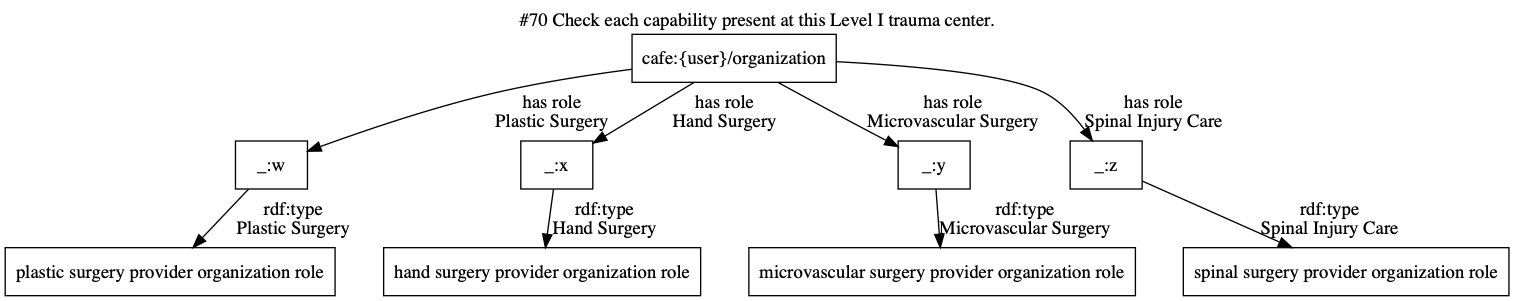 #70 Check each capability present at this Level I trauma center.
cafe:{user}/organization
has role
Plastic Surgery
has role
Hand Surgery
has role
Microvascular Surgery
has role
Spinal Injury Care
_:w
_:x
_:y
_:z
rdf:type
Plastic Surgery
rdf:type
Hand Surgery
rdf:type
Microvascular Surgery
rdf:type
Spinal Injury Care
plastic surgery provider organization role
hand surgery provider organization role
microvascular surgery provider organization role
spinal surgery provider organization role